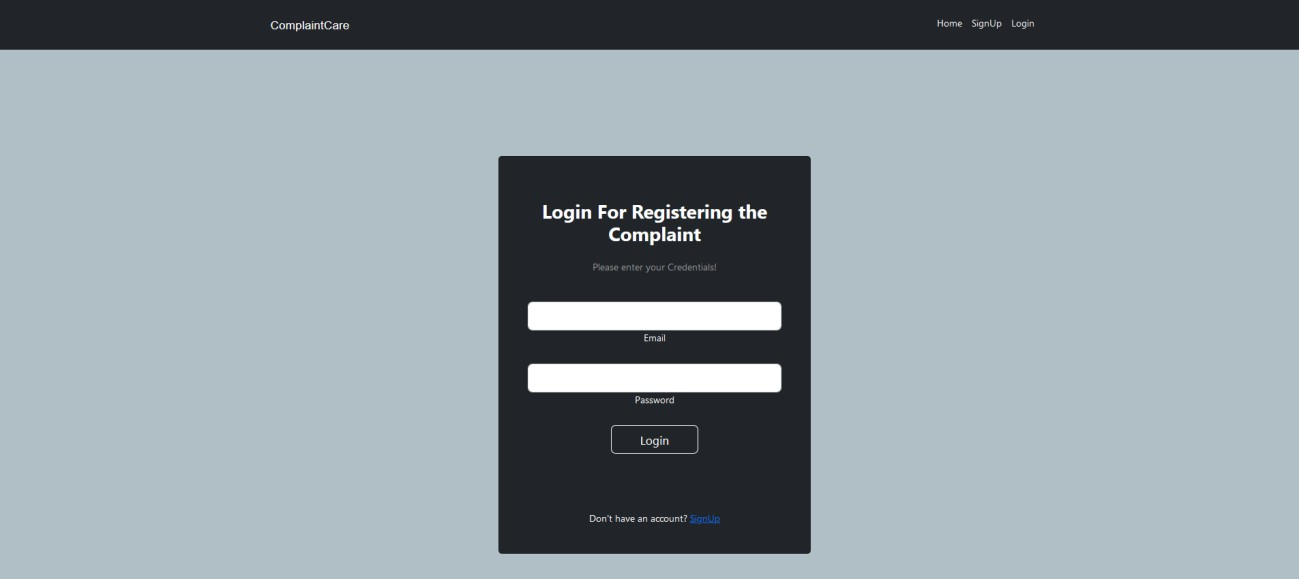 ComplaintCare
Home SignUp Login
Login For Registering the
Complaint
Please enter your Credentials!
Email
Password
Login
Don't have an account? SignUp